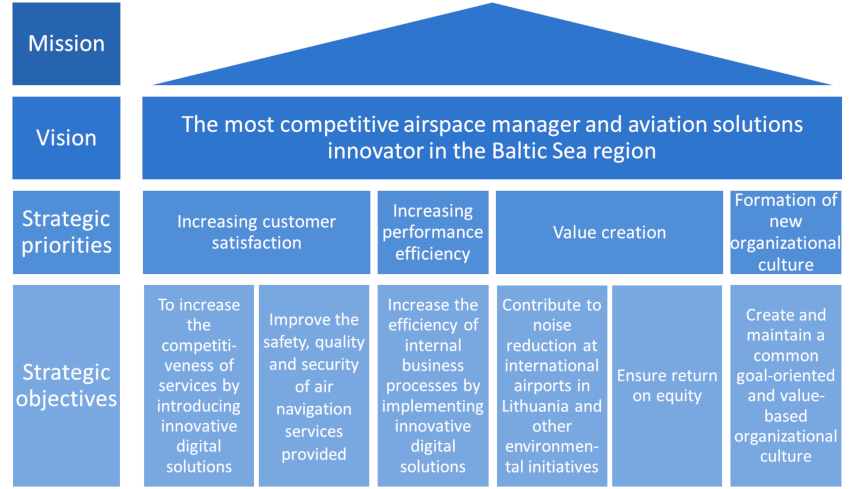 Mission
Vision
The most competitive airspace manager and aviation solutions
innovator in the Baltic Sea region
Strategic
priorities
Increasing customer
satisfaction
Increasing
performance
efficiency
Value creation
Formation of
new
organizational
culture
Strategic
objectives
To increase
the
competiti-
veness of
services by
introducing
innovative
digital
solutions
Improve the
safety, quality
and security
of air
navigation
services
provided
Increase the
efficiency of
internal
business
processes by
implementing
innovative
digital
solutions
Contribute to
noise
reduction at
international
airports in
Lithuania and
other
environmen-
tal initiatives
Ensure return
on equity
Create and
maintain a
common
goal-oriented
and value-
based
organizational
culture